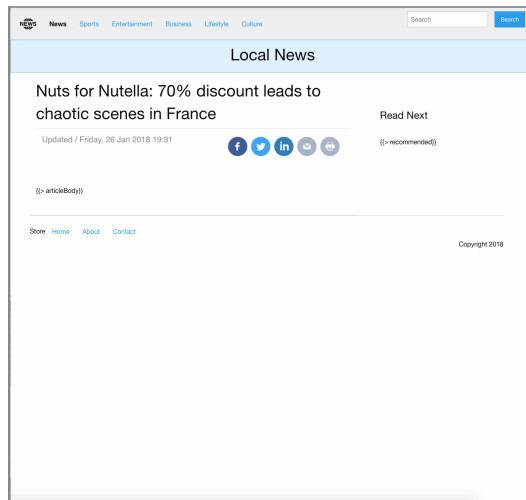 NEWS News Sports Entertainment Business Lifestyle Culture Search Search
Local News
Nuts for Nutella: 70% discount leads to
chaotic scenes in France
Updated / Friday, 26 Jan 2018 19:31
f in
Read Next
{{> recommended}}
{{> articleBody}}
Store Home About Contact
Copyright 2018